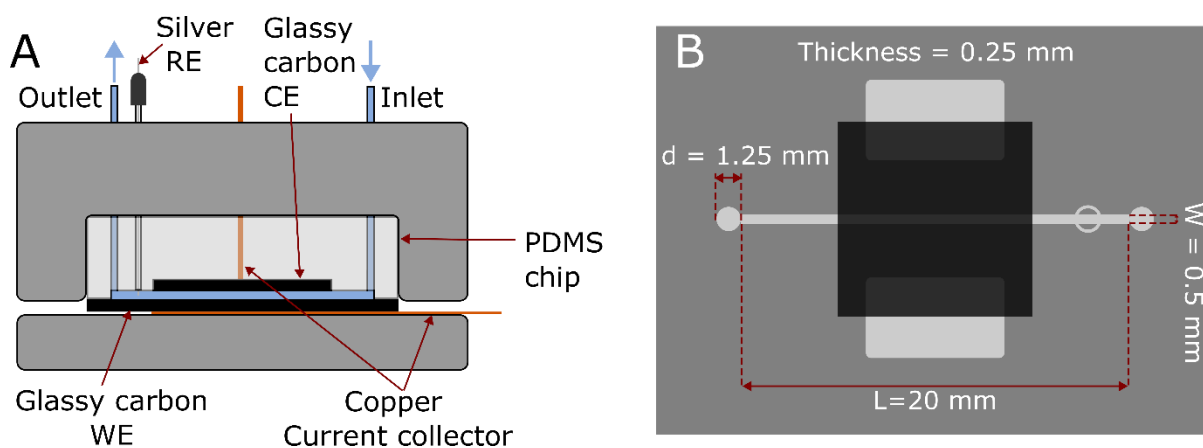 A
Silver
RE
Glassy
carbon
CE
Outlet
Inlet
PDMS
chip
Glassy carbon
WE
Copper
Current collector
B
Thickness = 0.25 mm
d = 1.25 mm
W = 0.5 mm
L=20 mm